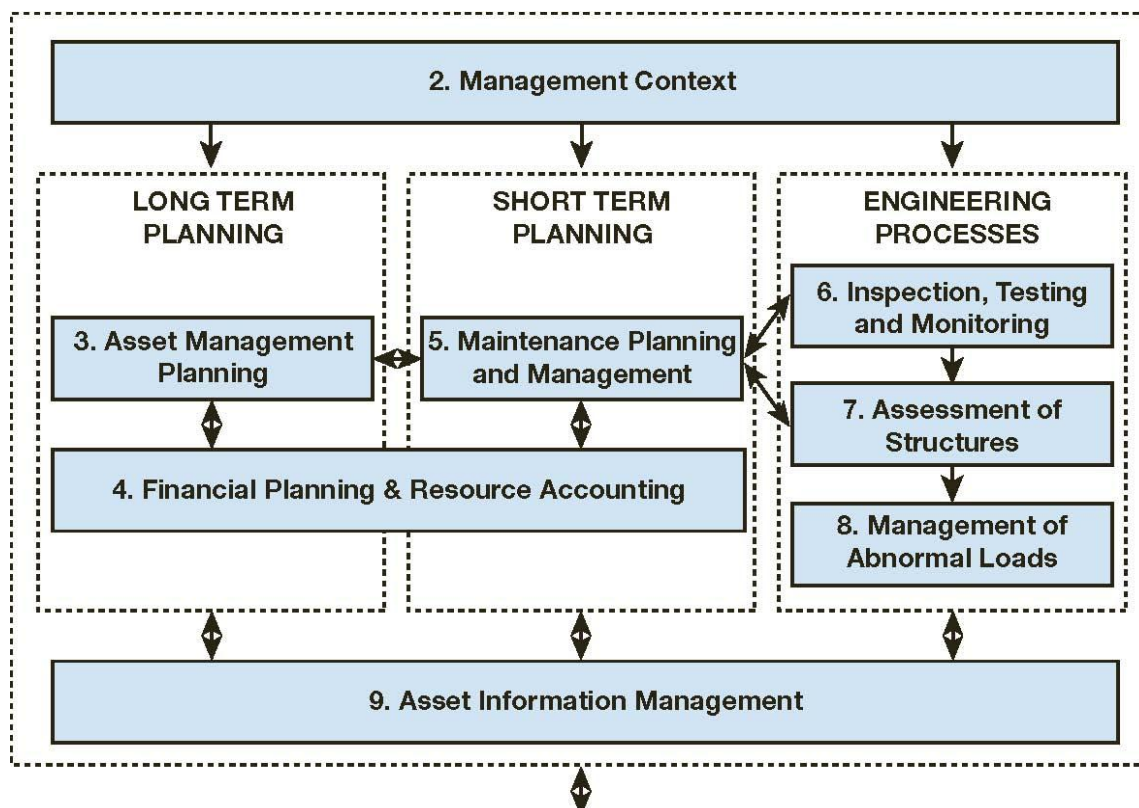 2. Management Context
LONG TERM
PLANNING
SHORT TERM
PLANNING
ENGINEERING
PROCESSES
3. Asset Management
Planning
5. Maintenance Planning
and Management
6. Inspection, Testing
and Monitoring
7. Assessment of
Structures
4. Financial Planning & Resource Accounting
8. Management of
Abnormal Loads
9. Asset Information Management